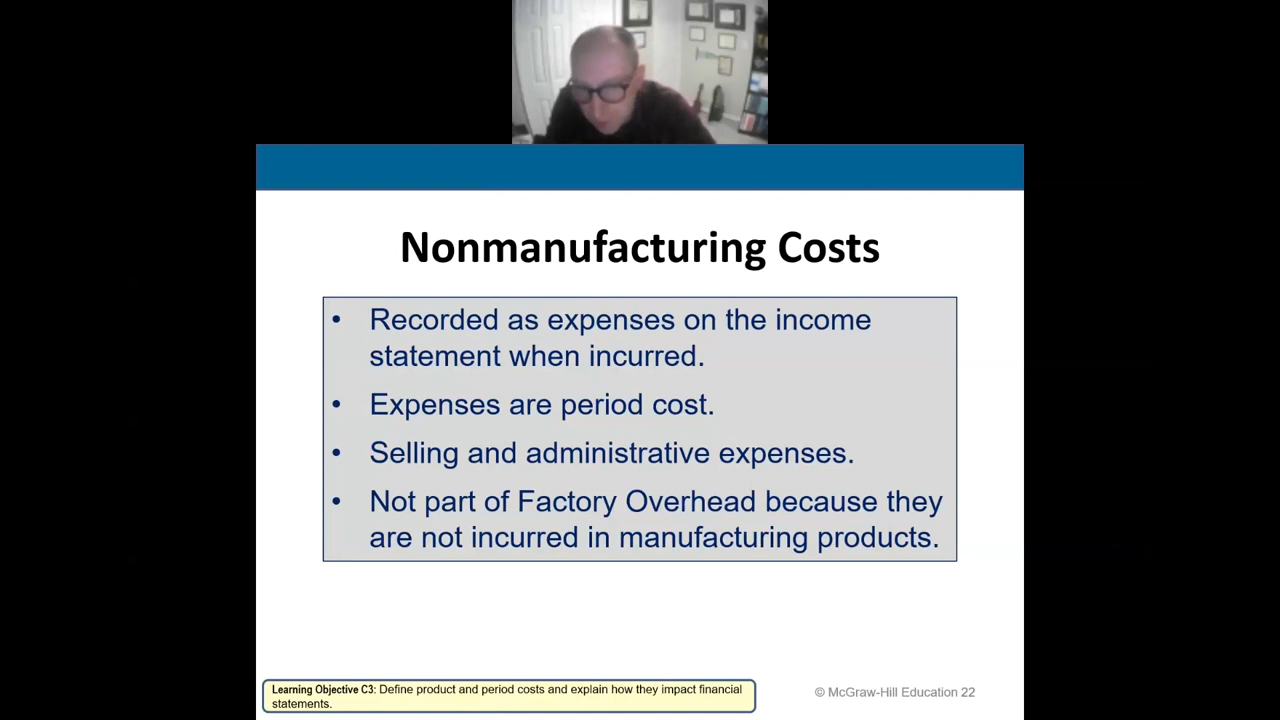 Nonmanufacturing Costs
• Recorded as expenses on the income
statement when incurred.
• Expenses are period cost.
• Selling and administrative expenses.
• Not part of Factory Overhead because they
are not incurred in manufacturing products.
Learning Objective C3: Define product and period costs and explain how they impact financial
statements.
© McGraw-Hill Education 22